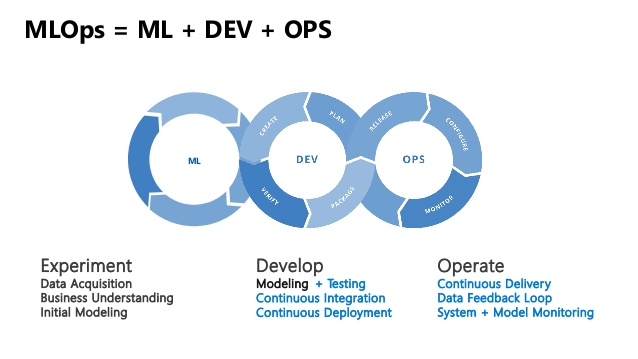 MLOps = ML + DEV + OPS
CREATE
PLAN
RELEASE
CONFIGURE
ML
DEV
OPS
VERIFY
PACKAGE
MONITOR
Experiment
Data Acquisition
Business Understanding
Initial Modeling
Develop
Modeling + Testing
Continuous Integration
Continuous Deployment
Operate
Continuous Delivery
Data Feedback Loop
System + Model Monitoring